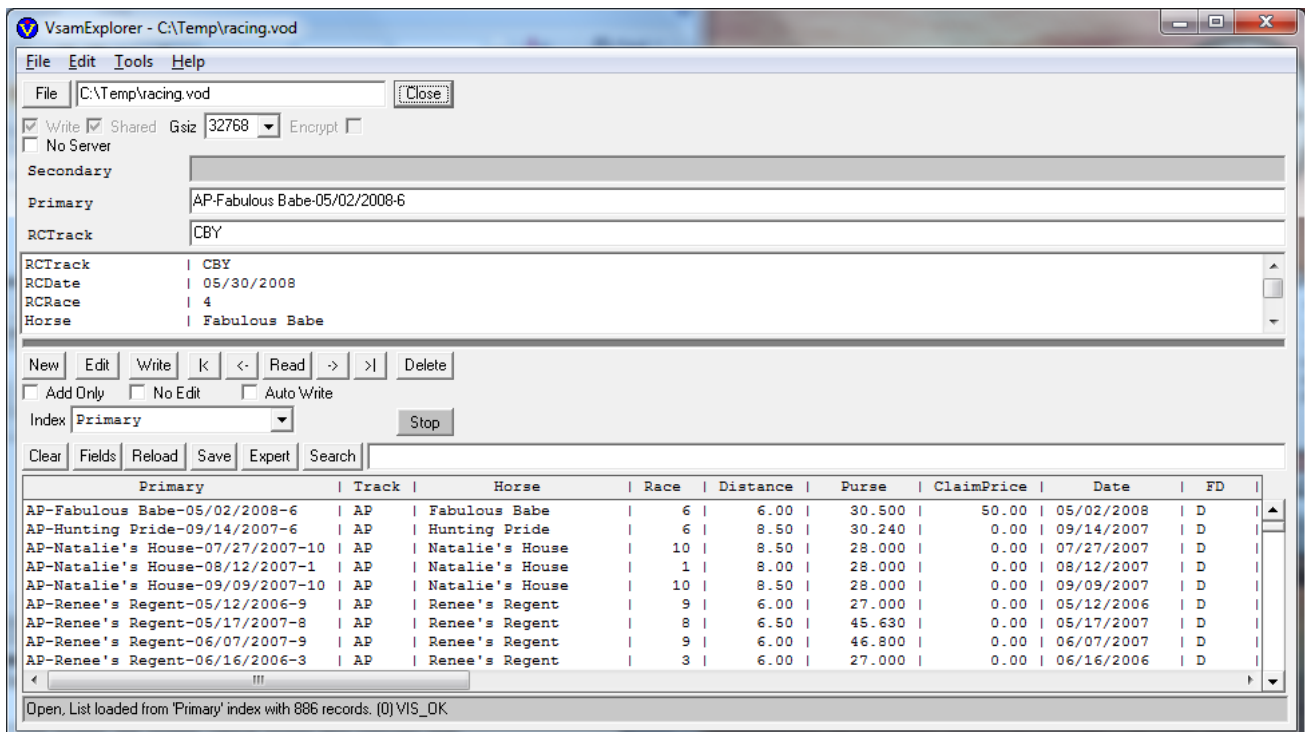 VsamExplorer - C:\Temp\racing.vod
File Edit Tools Help
File C:\Temp\racing.vod Close
Write Shared Gsiz 32768 Encrypt
No Server
Secondary
Primary AP-Fabulous Babe-05/02/2008-6
RCTrack CBY
RCTrack | CBY
RCDate | 05/30/2008
RCRace | 4
Horse | Fabulous Babe
New Edit Write |< <- Read -> >| Delete
Add Only No Edit Auto Write
Index Primary Stop
Clear Fields Reload Save Expert Search
Primary | Track | Horse | Race | Distance | Purse | ClaimPrice | Date | FD |
AP-Fabulous Babe-05/02/2008-6 | AP | Fabulous Babe | 6 | 6.00 | 30.500 | 50.00 | 05/02/2008 | D |
AP-Hunting Pride-09/14/2007-6 | AP | Hunting Pride | 6 | 8.50 | 30.240 | 0.00 | 09/14/2007 | D |
AP-Natalie's House-07/27/2007-10 | AP | Natalie's House | 10 | 8.50 | 28.000 | 0.00 | 07/27/2007 | D |
AP-Natalie's House-08/12/2007-1 | AP | Natalie's House | 1 | 8.00 | 28.000 | 0.00 | 08/12/2007 | D |
AP-Natalie's House-09/09/2007-10 | AP | Natalie's House | 10 | 8.50 | 28.000 | 0.00 | 09/09/2007 | D |
AP-Renee's Regent-05/12/2006-9 | AP | Renee's Regent | 9 | 6.00 | 27.000 | 0.00 | 05/12/2006 | D |
AP-Renee's Regent-05/17/2007-8 | AP | Renee's Regent | 8 | 6.50 | 45.630 | 0.00 | 05/17/2007 | D |
AP-Renee's Regent-06/07/2007-9 | AP | Renee's Regent | 9 | 6.00 | 46.800 | 0.00 | 06/07/2007 | D |
AP-Renee's Regent-06/16/2006-3 | AP | Renee's Regent | 3 | 6.00 | 27.000 | 0.00 | 06/16/2006 | D |
Open, List loaded from 'Primary' index with 886 records. (0) VIS_OK